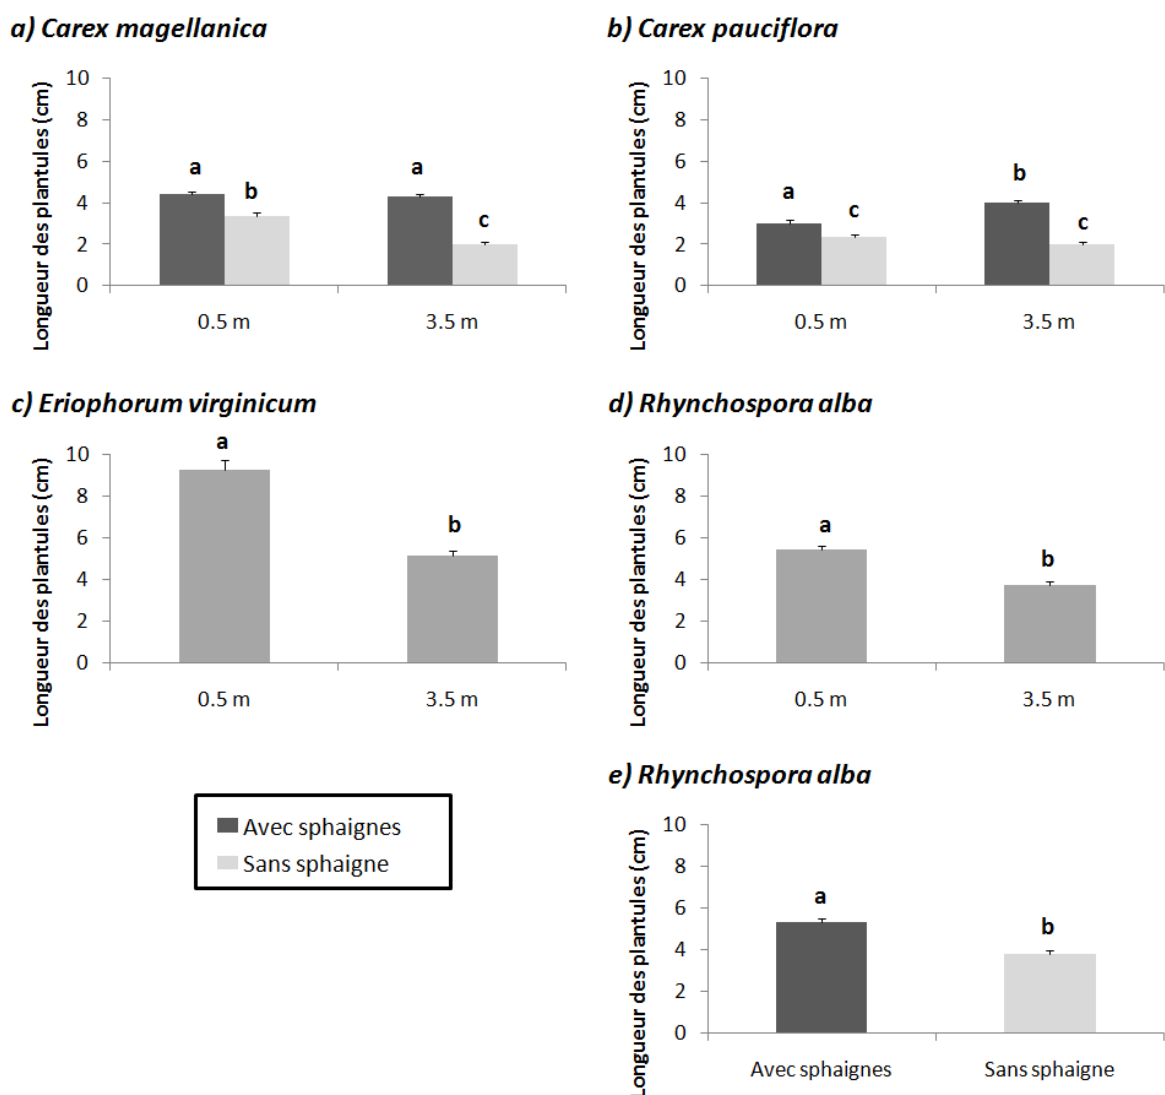 a) Carex magellanica
Longueur des plantules (cm)
10
8
6
4
2
0
a
b
a
c
0.5 m
3.5 m
b) Carex pauciflora
Longueur des plantules (cm)
10
8
6
4
2
0
a
c
b
c
0.5 m
3.5 m
c) Eriophorum virginicum
Longueur des plantules (cm)
10
8
6
4
2
0
a
b
0.5 m
3.5 m
d) Rhynchospora alba
Longueur des plantules (cm)
10
8
6
4
2
0
a
b
0.5 m
3.5 m
Avec sphaignes
Sans sphaigne
e) Rhynchospora alba
Longueur des plantules (cm)
10
8
6
4
2
0
a
b
Avec sphaignes
Sans sphaigne